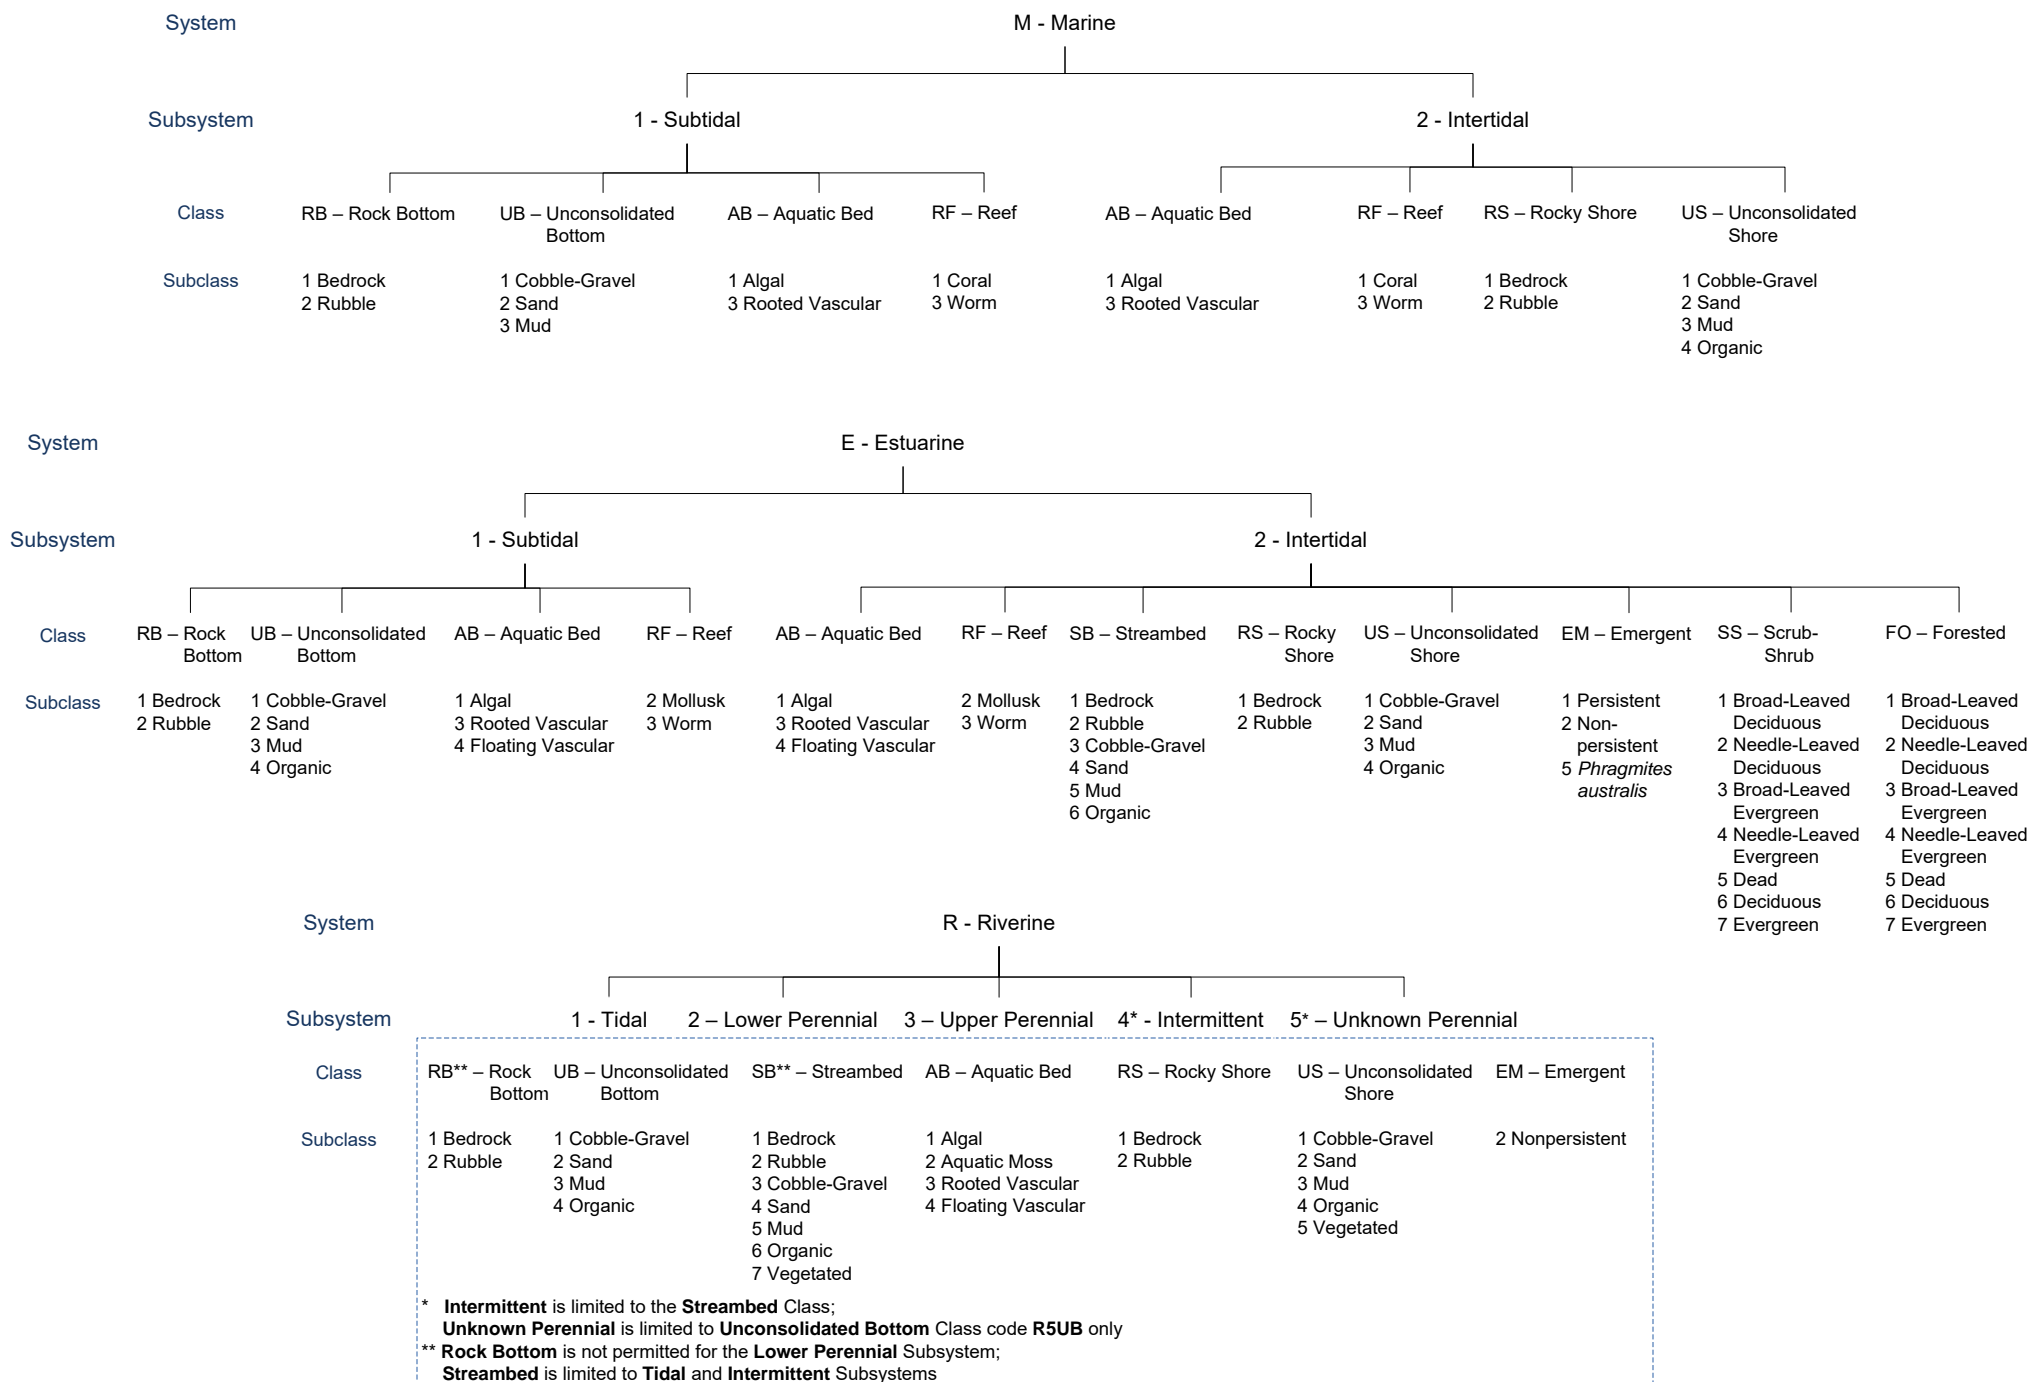 System
M - Marine
Subsystem
1 - Subtidal
2 - Intertidal
Class
RB – Rock Bottom
UB – Unconsolidated
Bottom
AB – Aquatic Bed
RF – Reef
AB – Aquatic Bed
RF – Reef
RS – Rocky Shore
US – Unconsolidated
Shore
Subclass
1 Bedrock
2 Rubble
1 Cobble-Gravel
2 Sand
3 Mud
1 Algal
3 Rooted Vascular
1 Coral
3 Worm
1 Algal
3 Rooted Vascular
1 Coral
3 Worm
1 Bedrock
2 Rubble
1 Cobble-Gravel
2 Sand
3 Mud
4 Organic
System
E - Estuarine
Subsystem
1 - Subtidal
2 - Intertidal
Class
RB – Rock
Bottom
UB – Unconsolidated
Bottom
AB – Aquatic Bed
RF – Reef
AB – Aquatic Bed
RF – Reef
SB – Streambed
RS – Rocky
Shore
US – Unconsolidated
Shore
EM – Emergent
SS – Scrub-
Shrub
FO – Forested
Subclass
1 Bedrock
2 Rubble
1 Cobble-Gravel
2 Sand
3 Mud
4 Organic
1 Algal
3 Rooted Vascular
4 Floating Vascular
2 Mollusk
3 Worm
1 Algal
3 Rooted Vascular
4 Floating Vascular
2 Mollusk
3 Worm
1 Bedrock
2 Rubble
3 Cobble-Gravel
4 Sand
5 Mud
6 Organic
1 Bedrock
2 Rubble
1 Cobble-Gravel
2 Sand
3 Mud
4 Organic
1 Persistent
2 Non-
persistent
5 Phragmites
australis
1 Broad-Leaved
Deciduous
2 Needle-Leaved
Deciduous
3 Broad-Leaved
Evergreen
4 Needle-Leaved
Evergreen
5 Dead
6 Deciduous
7 Evergreen
1 Broad-Leaved
Deciduous
2 Needle-Leaved
Deciduous
3 Broad-Leaved
Evergreen
4 Needle-Leaved
Evergreen
5 Dead
6 Deciduous
7 Evergreen
System
R - Riverine
Subsystem
1 - Tidal
2 – Lower Perennial
3 – Upper Perennial
4* - Intermittent
5* – Unknown Perennial
Class
RB** – Rock
Bottom
UB – Unconsolidated
Bottom
SB** – Streambed
AB – Aquatic Bed
RS – Rocky Shore
US – Unconsolidated
Shore
EM – Emergent
Subclass
1 Bedrock
2 Rubble
1 Cobble-Gravel
2 Sand
3 Mud
4 Organic
1 Bedrock
2 Rubble
3 Cobble-Gravel
4 Sand
5 Mud
6 Organic
7 Vegetated
1 Algal
2 Aquatic Moss
3 Rooted Vascular
4 Floating Vascular
1 Bedrock
2 Rubble
1 Cobble-Gravel
2 Sand
3 Mud
4 Organic
5 Vegetated
2 Nonpersistent
* Intermittent is limited to the Streambed Class;
Unknown Perennial is limited to Unconsolidated Bottom Class code R5UB only
** Rock Bottom is not permitted for the Lower Perennial Subsystem;
Streambed is limited to Tidal and Intermittent Subsystems